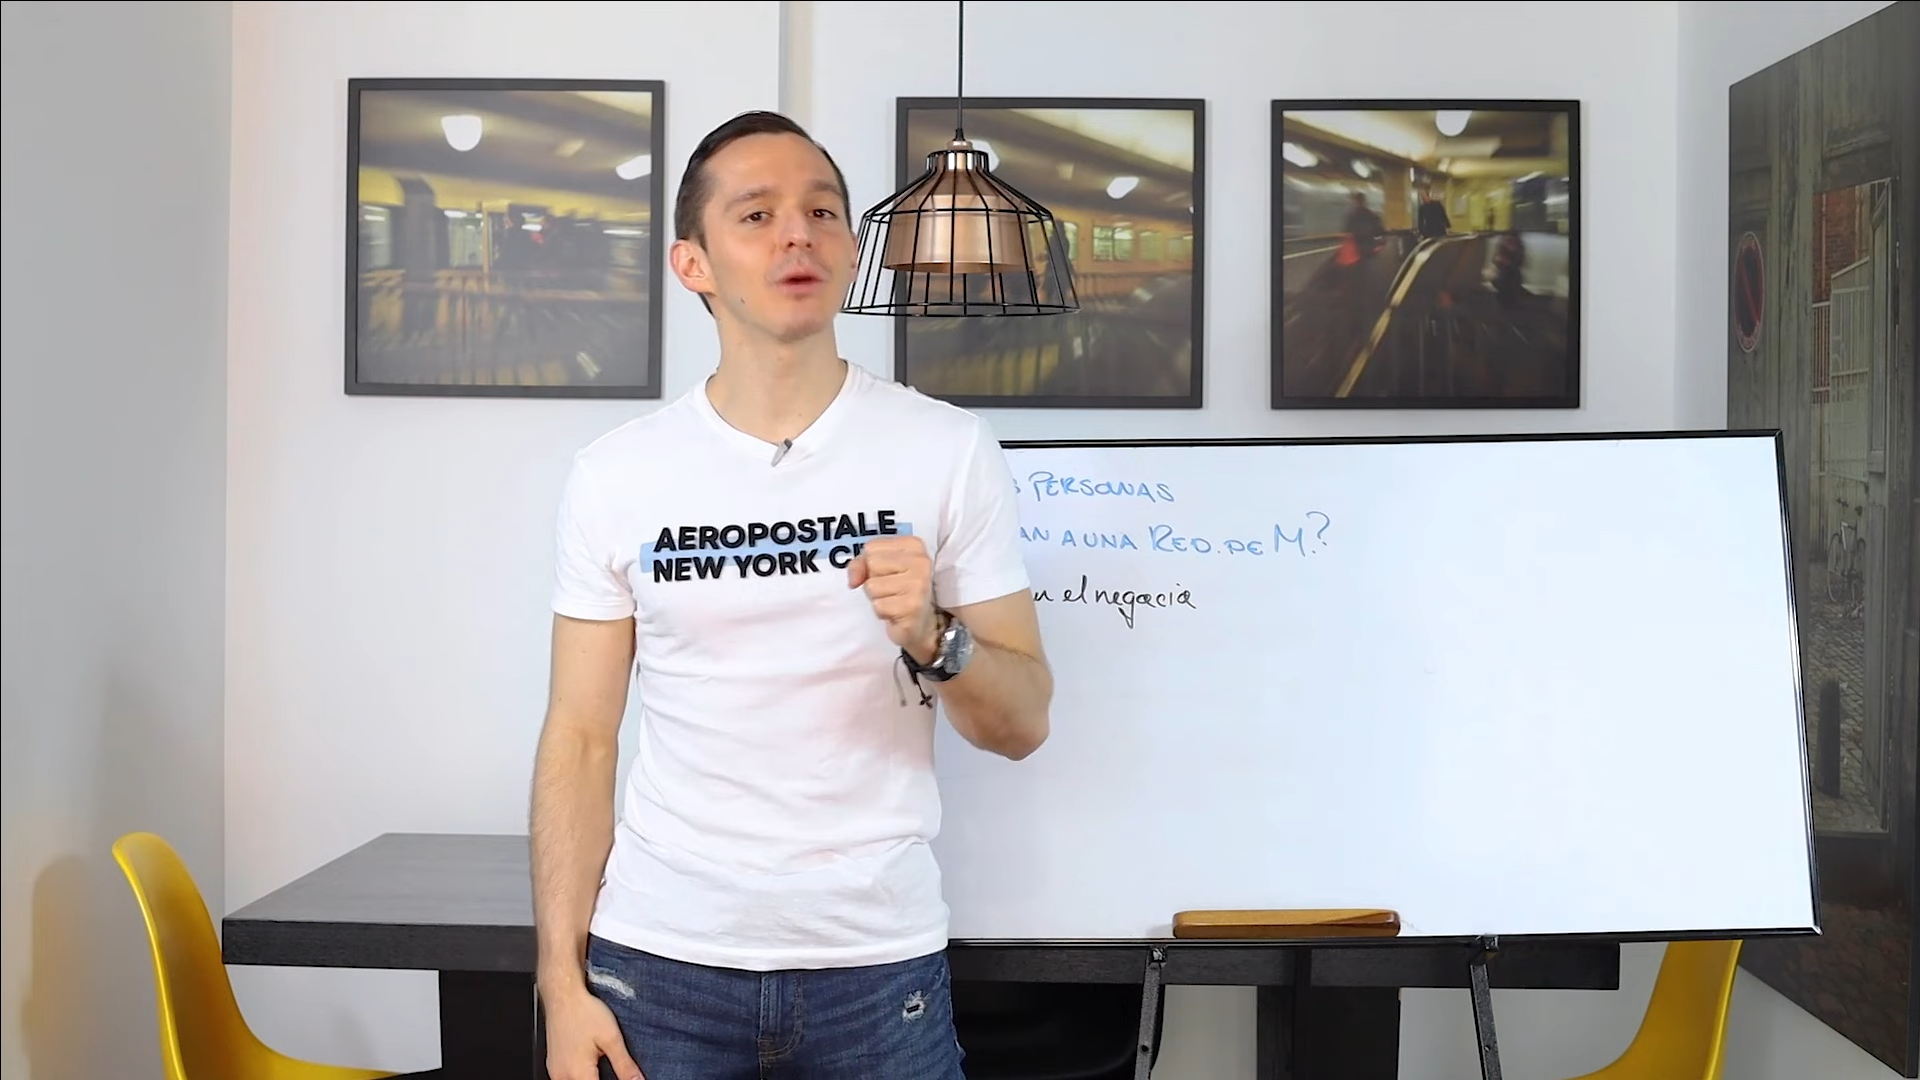 AEROPOSTALE
NEW YORK CI
S PERSONAS
AN A UNA RED. DE M.?
n el negocio